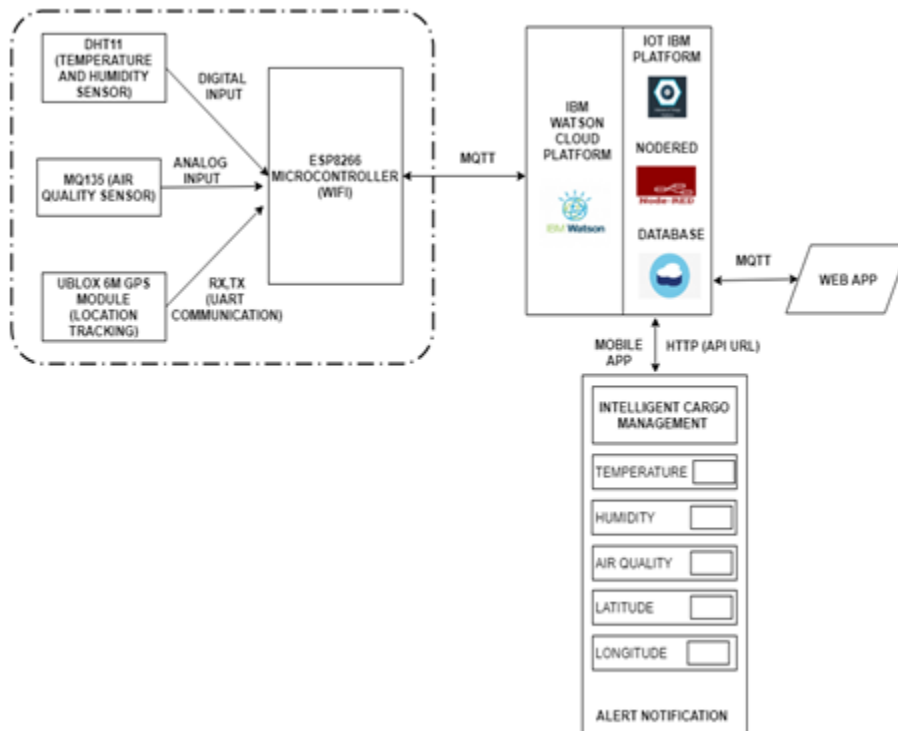 DHT11
(TEMPERATURE
AND HUMIDITY
SENSOR)
DIGITAL
INPUT
MQ135 (AIR
QUALITY SENSOR)
ANALOG
INPUT
UBLOX 6M GPS
MODULE
(LOCATION
TRACKING)
RX,TX
(UART
COMMUNICATION)
ESP8266
MICROCONTROLLER
(WIFI)
MQTT
IBM
WATSON
CLOUD
PLATFORM
IBM Watson
IOT IBM
PLATFORM
NODERED
Node-RED
DATABASE
MQTT
WEB APP
MOBILE
APP
HTTP (API URL)
INTELLIGENT CARGO
MANAGEMENT
TEMPERATURE
HUMIDITY
AIR QUALITY
LATITUDE
LONGITUDE
ALERT NOTIFICATION